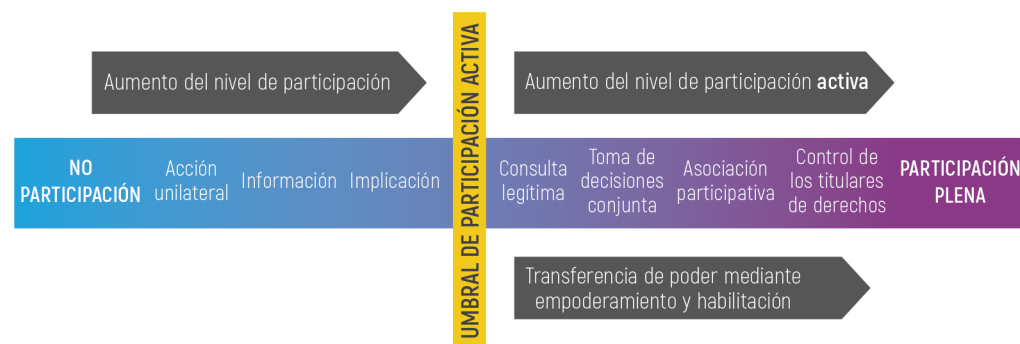 Aumento del nivel de participación
UMBRAL DE PARTICIPACIÓN ACTIVA
Aumento del nivel de participación activa
NO
PARTICIPACIÓN
Acción
unilateral
Información
Implicación
Consulta
legítima
Toma de
decisiones
conjunta
Asociación
participativa
Control de
los titulares
de derechos
PARTICIPACIÓN
PLENA
Transferencia de poder mediante
empoderamiento y habilitación